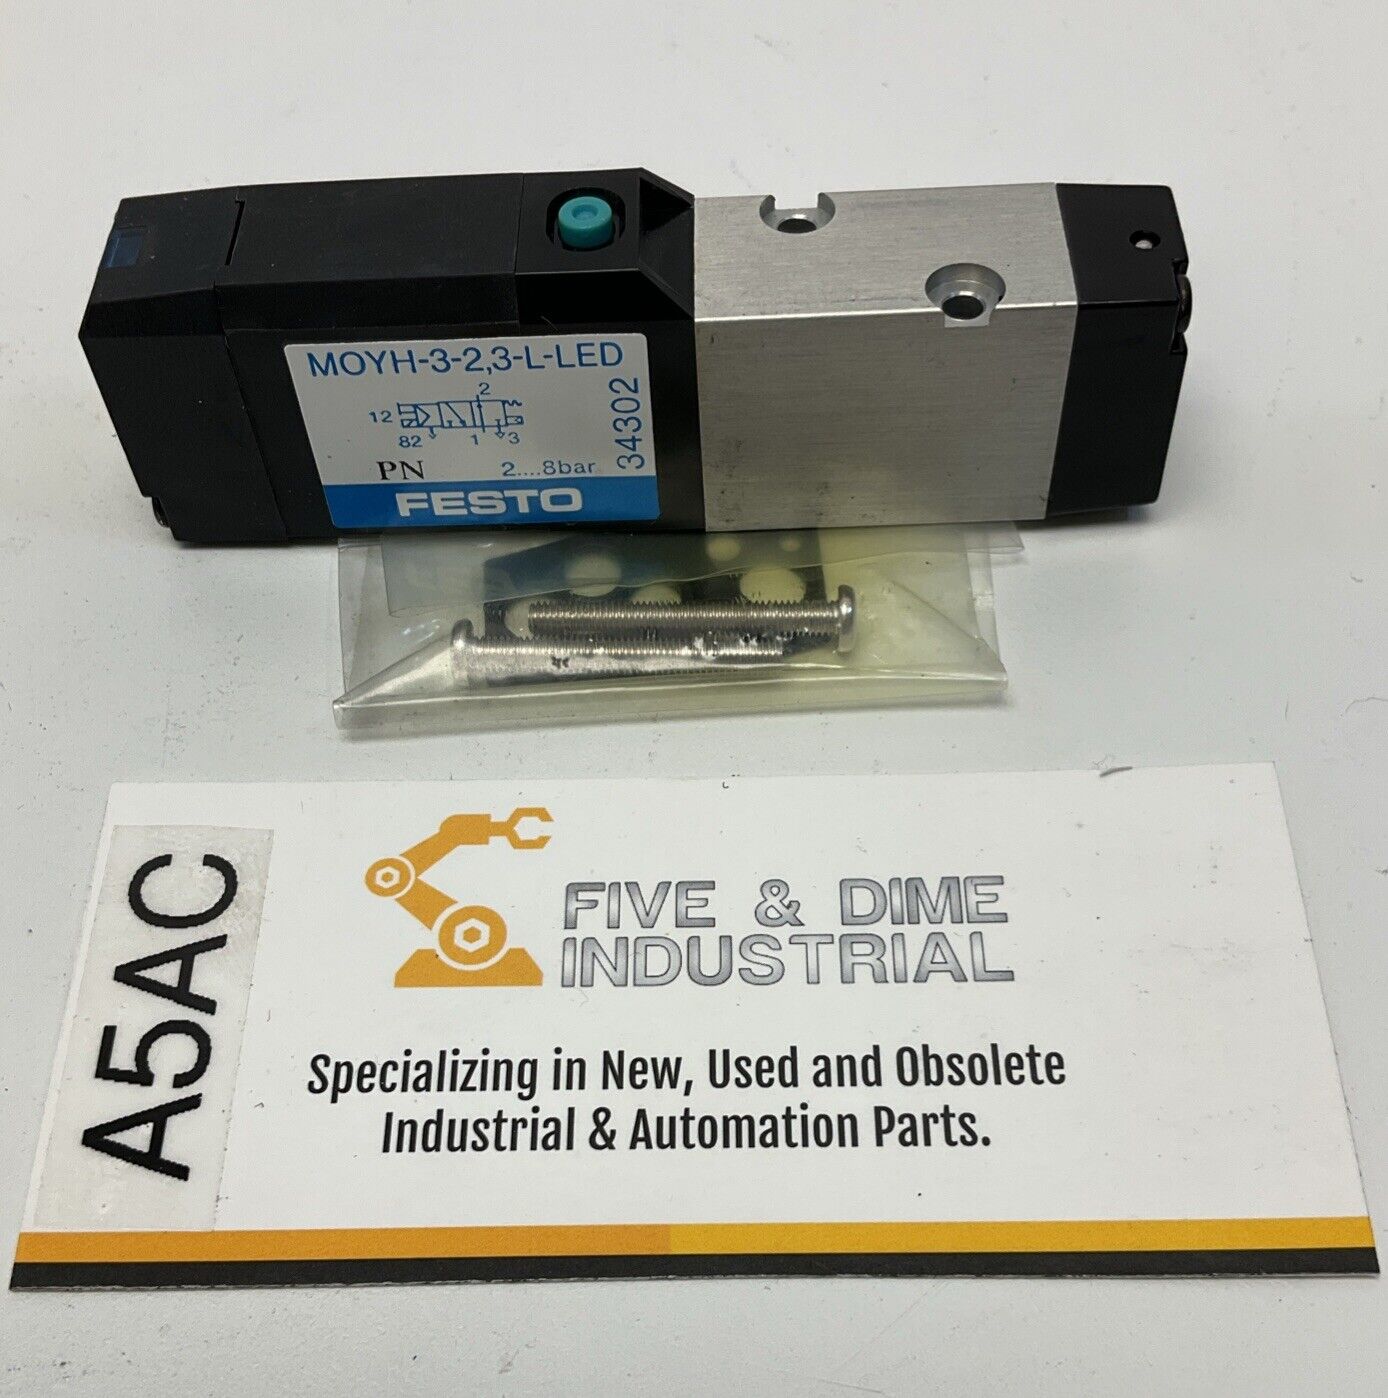 MOYH-3-2,3-L-LED
34302
2
12
82
1
3
PN
2....8bar
FESTO
A5AC
FIVE & DIME
INDUSTRIAL
Specializing in New, Used and Obsolete
Industrial & Automation Parts.